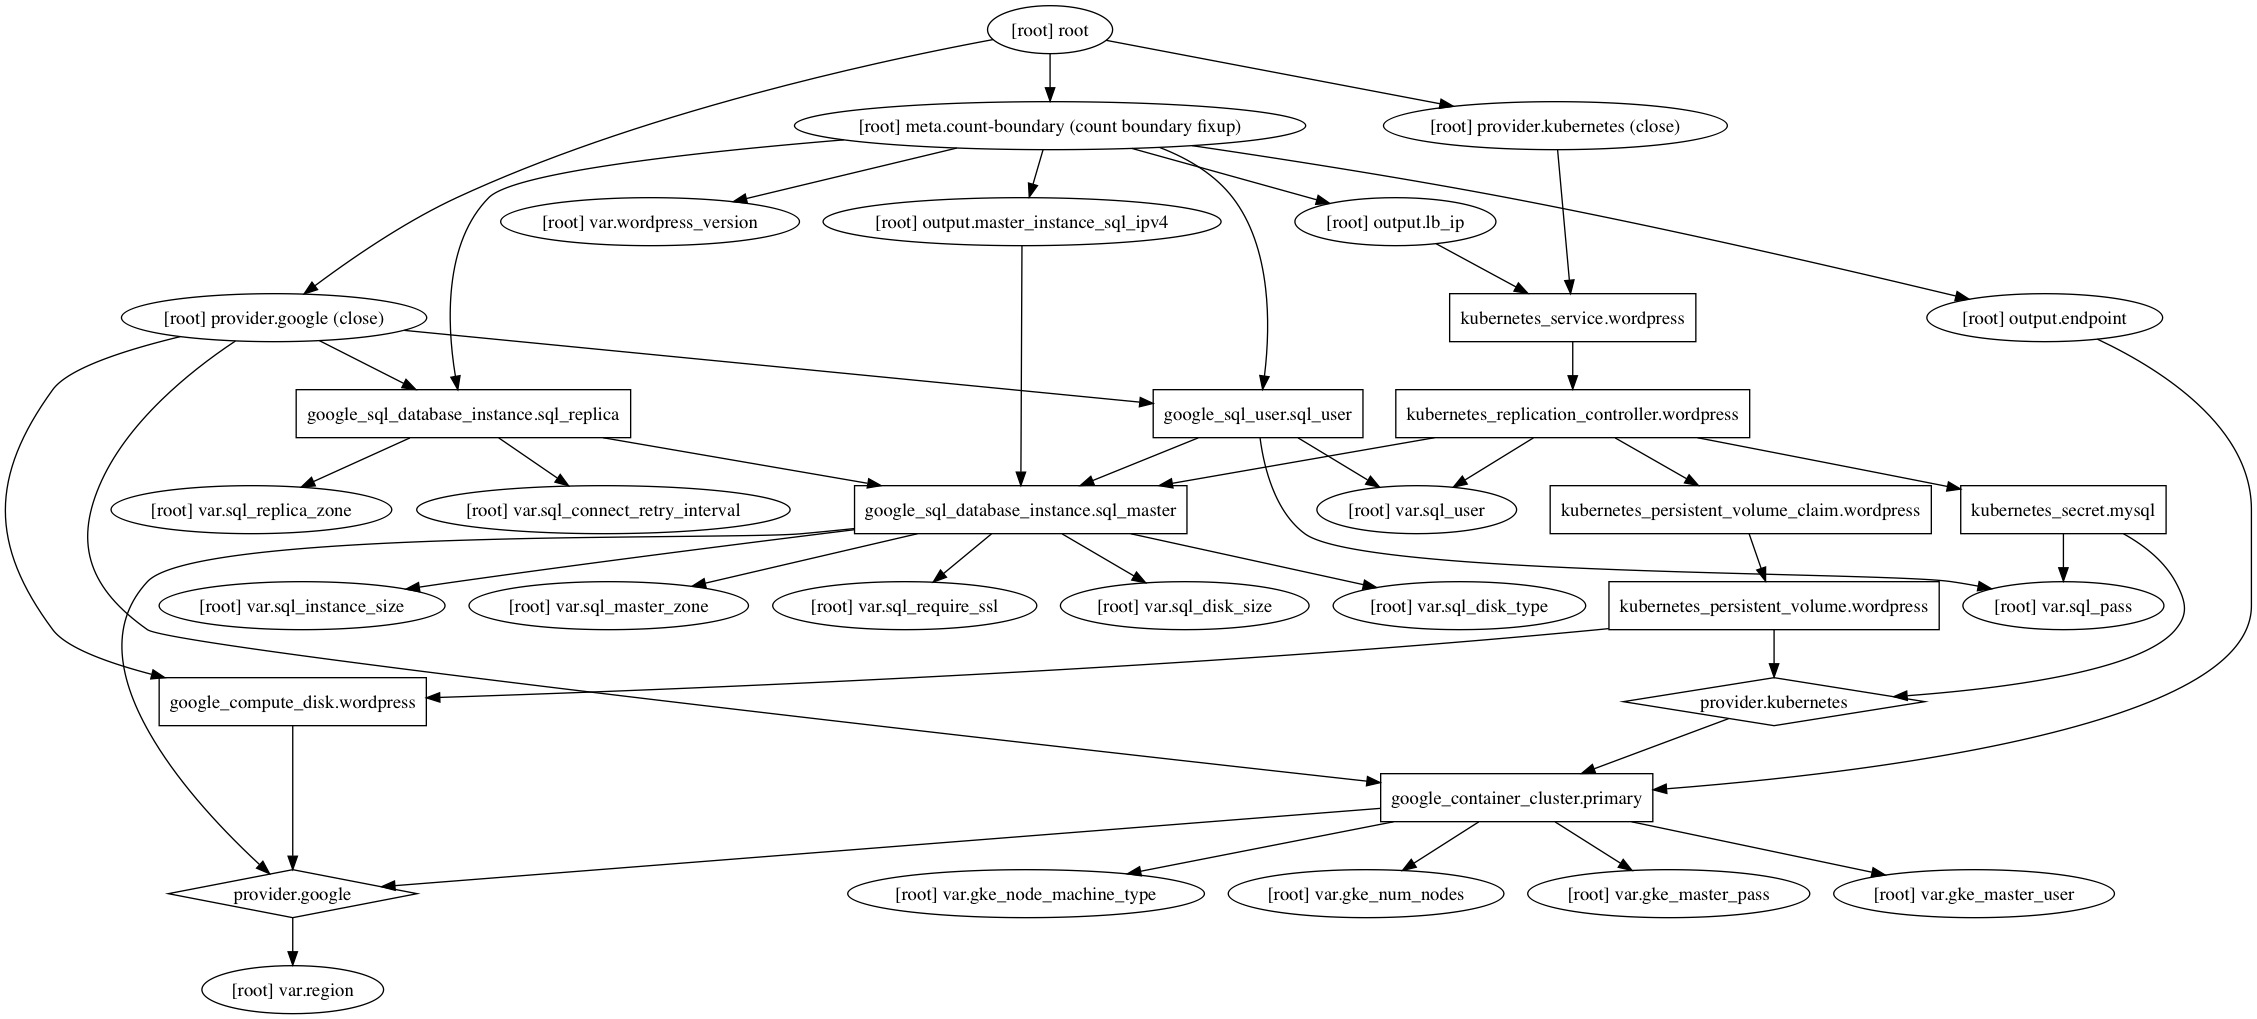 [root] root
[root] meta.count-boundary (count boundary fixup)
[root] provider.kubernetes (close)
[root] var.wordpress_version
[root] output.master_instance_sql_ipv4
[root] output.lb_ip
[root] provider.google (close)
kubernetes_service.wordpress
[root] output.endpoint
google_sql_database_instance.sql_replica
google_sql_user.sql_user
kubernetes_replication_controller.wordpress
[root] var.sql_replica_zone
[root] var.sql_connect_retry_interval
google_sql_database_instance.sql_master
[root] var.sql_user
kubernetes_persistent_volume_claim.wordpress
kubernetes_secret.mysql
[root] var.sql_instance_size
[root] var.sql_master_zone
[root] var.sql_require_ssl
[root] var.sql_disk_size
[root] var.sql_disk_type
kubernetes_persistent_volume.wordpress
[root] var.sql_pass
google_compute_disk.wordpress
provider.kubernetes
google_container_cluster.primary
provider.google
[root] var.gke_node_machine_type
[root] var.gke_num_nodes
[root] var.gke_master_pass
[root] var.gke_master_user
[root] var.region